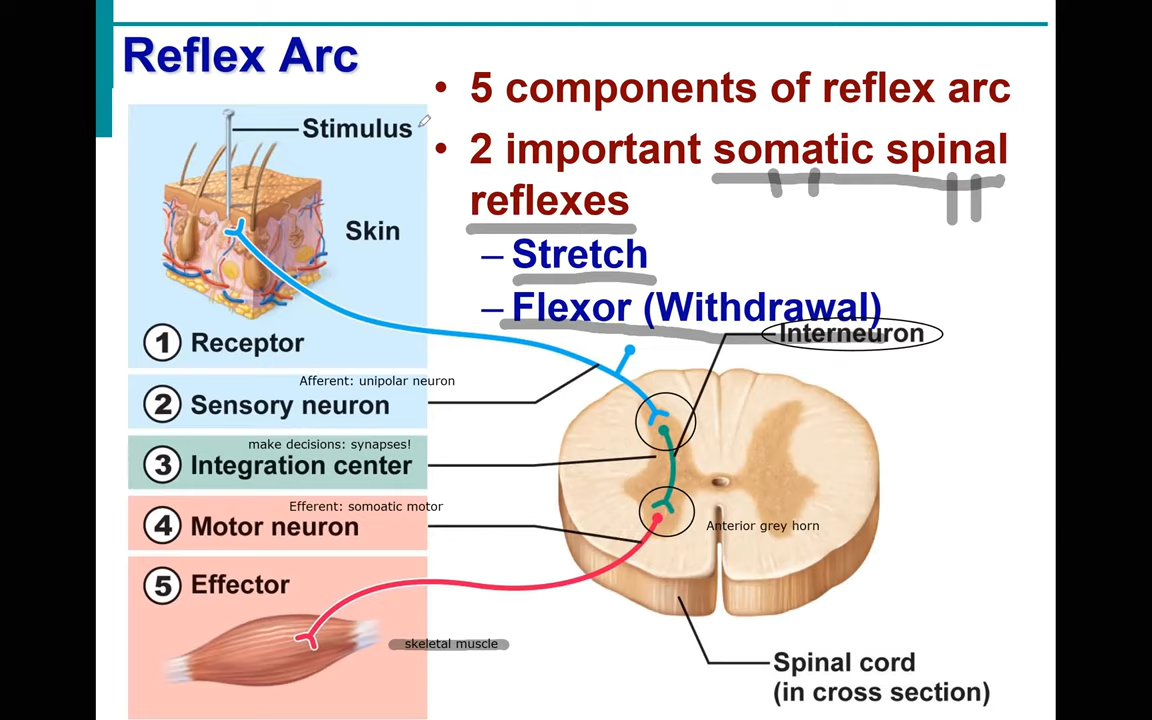 Reflex Arc
• 5 components of reflex arc
• 2 important somatic spinal
reflexes
– Stretch
– Flexor (Withdrawal)
Stimulus
Skin
Interneuron
1 Receptor
Afferent: unipolar neuron
2 Sensory neuron
make decisions: synapses!
3 Integration center
Efferent: somoatic motor
4 Motor neuron
Anterior grey horn
5 Effector
skeletal muscle
Spinal cord
(in cross section)